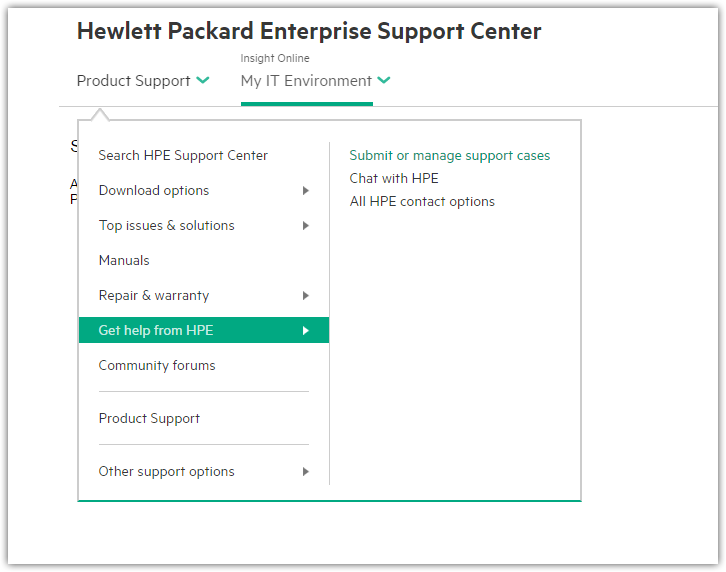 Hewlett Packard Enterprise Support Center
Insight Online
Product Support
My IT Environment
S
A
P
Search HPE Support Center
Download options
Top issues & solutions
Manuals
Repair & warranty
Get help from HPE
Community forums
Product Support
Other support options
Submit or manage support cases
Chat with HPE
All HPE contact options